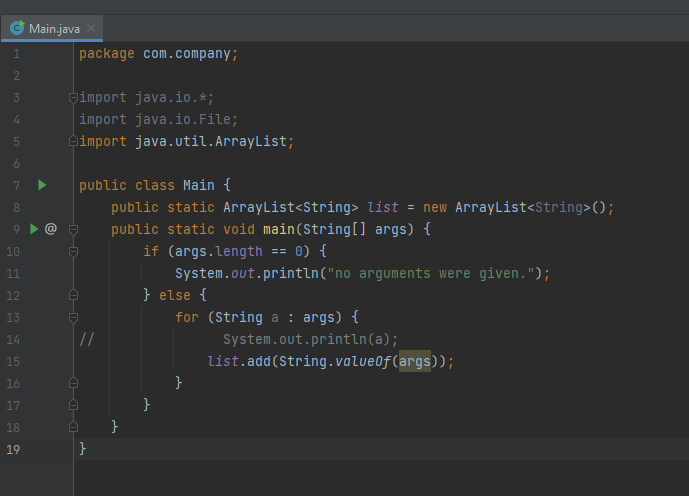 Main.java
1 package com.company;
2
3 import java.io.*;
4 import java.io.File;
5 import java.util.ArrayList;
6
7 public class Main {
8 public static ArrayList<String> list = new ArrayList<String>();
9 @ public static void main(String[] args) {
10 if (args.length == 0) {
11 System.out.println("no arguments were given.");
12 } else {
13 for (String a : args) {
14 // System.out.println(a);
15 list.add(String.valueOf(args));
16 }
17 }
18 }
19 }